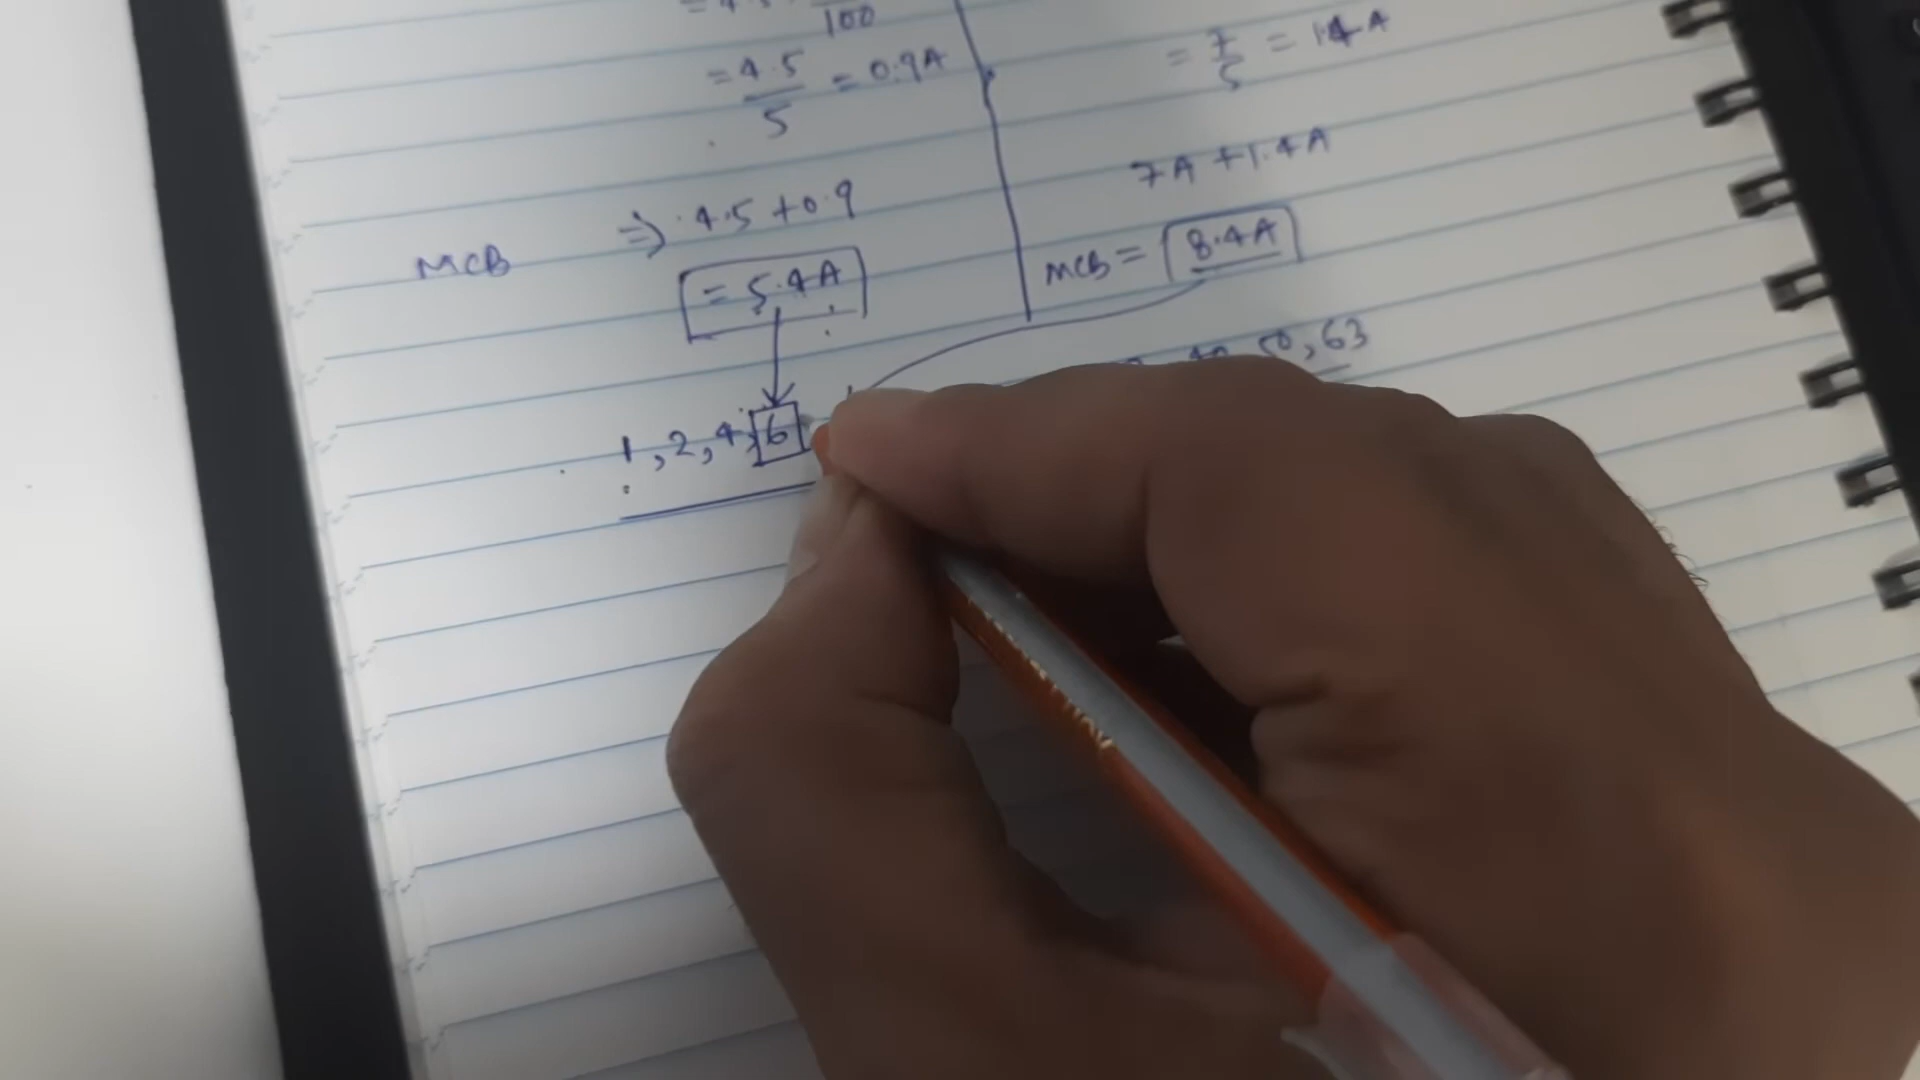 100
= 4.5 / 5 = 0.9A
MCB => 4.5 + 0.9
= 5.4A
= 7 / 5 = 1.4 A
7A + 1.4A
MCB = 8.4A
1, 2, 4, 6 50, 63